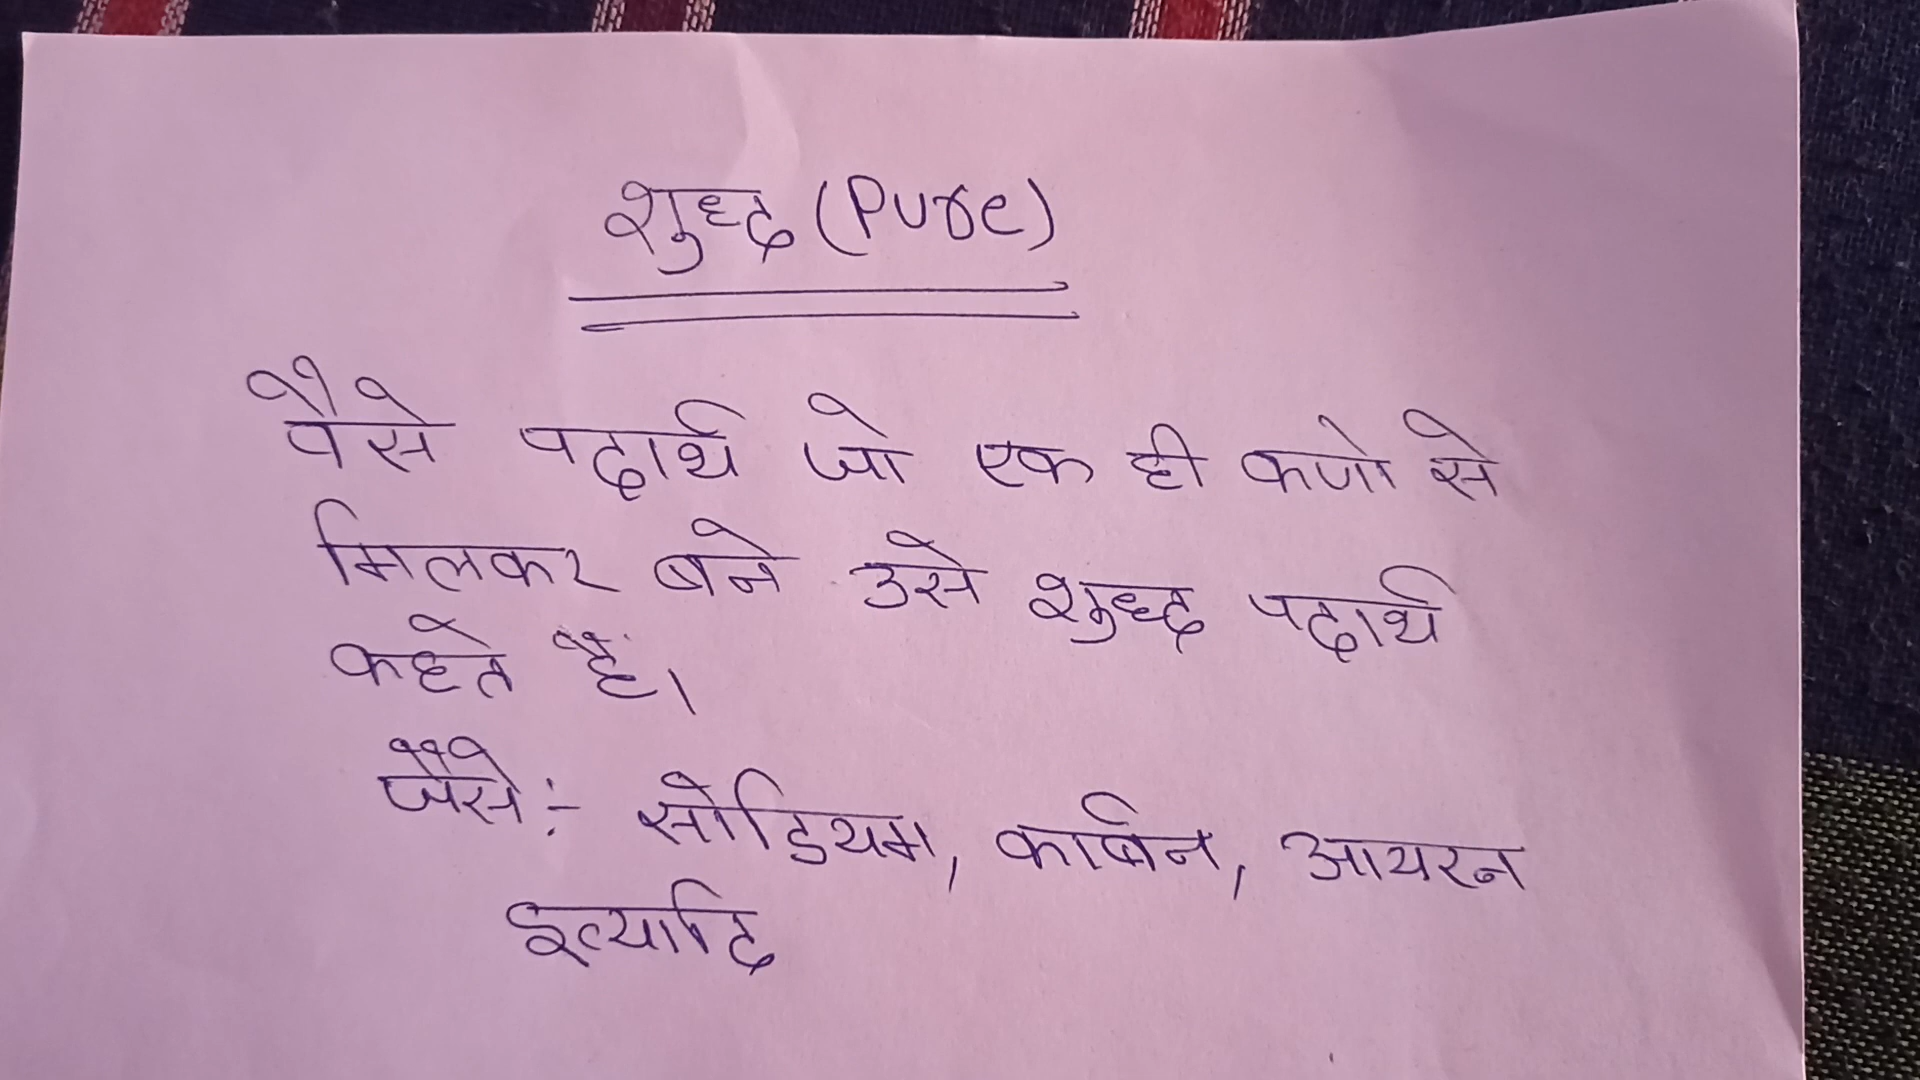 शुध्द (Pure)
वैसे पदार्थ जो एक ही कणो से
मिलकर बने उसे शुध्द पदार्थ
कहते हैं।
जैसे:- सोडियम, कार्बन, आयरन
इत्यादि